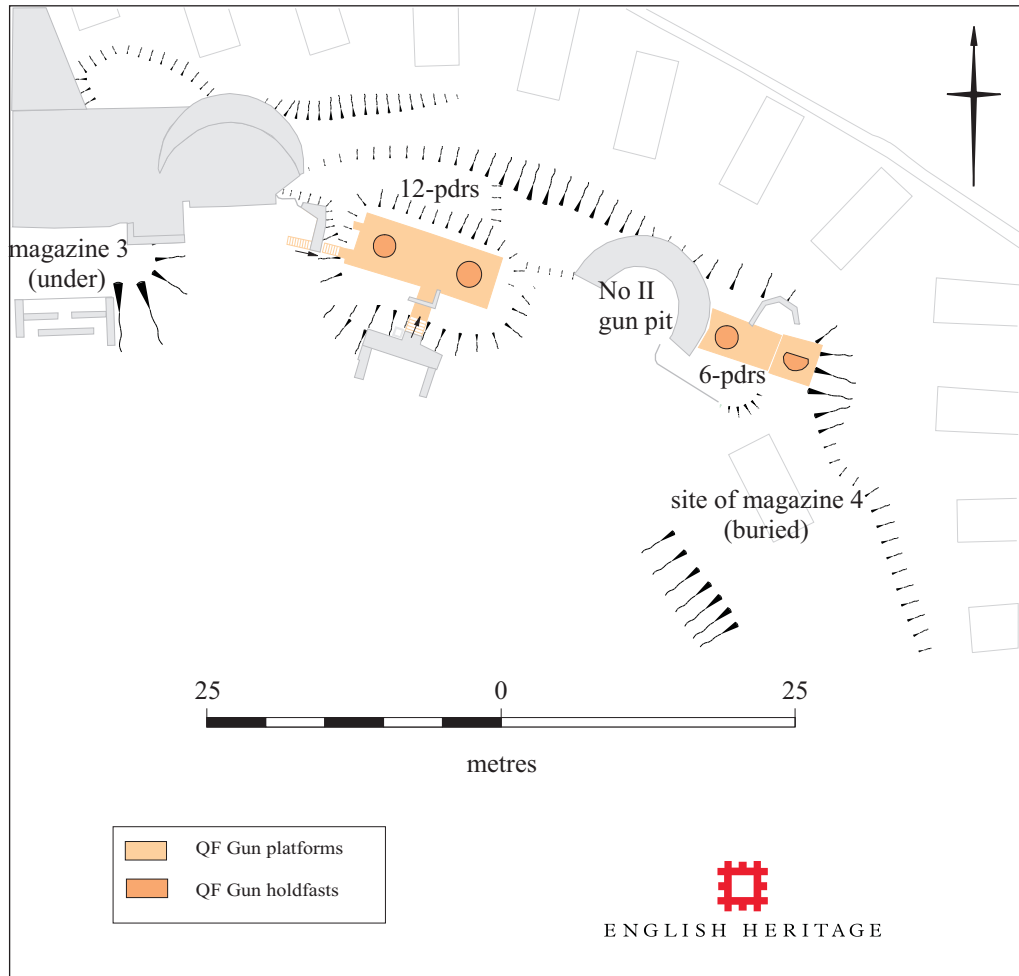 12-pdrs
magazine 3
(under)
No II
gun pit
6-pdrs
site of magazine 4
(buried)
25 0 25
metres
QF Gun platforms
QF Gun holdfasts
ENGLISH HERITAGE